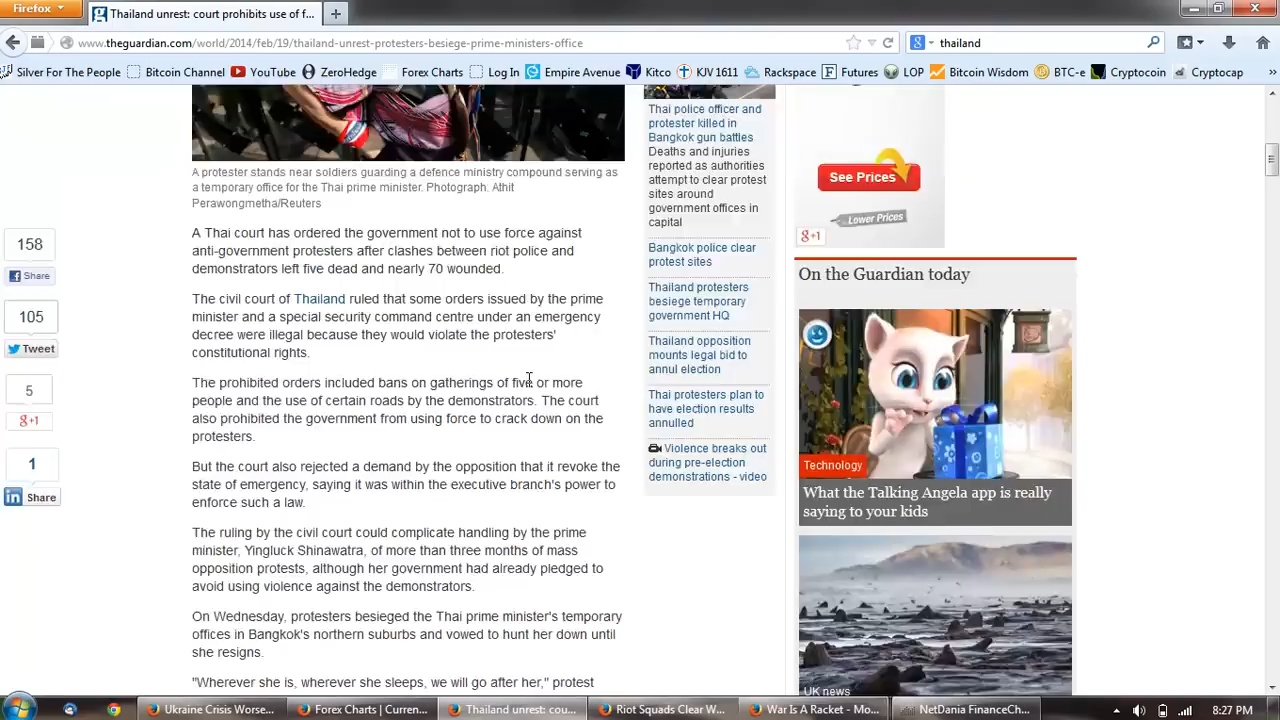 Firefox
Thailand unrest: court prohibits use of f...
www.theguardian.com/world/2014/feb/19/thailand-unrest-protesters-besiege-prime-ministers-office
thailand
Silver For The People
Bitcoin Channel
YouTube
ZeroHedge
Forex Charts
Log In
Empire Avenue
Kitco
KJV 1611
Rackspace
Futures
LOP
Bitcoin Wisdom
BTC-e
Cryptocoin
Cryptocap
A protester stands near soldiers guarding a defence ministry compound serving as
a temporary office for the Thai prime minister. Photograph. Athit
Perawongmetha/Reuters
A Thai court has ordered the government not to use force against
anti-government protesters after clashes between riot police and
demonstrators left five dead and nearly 70 wounded.
The civil court of Thailand ruled that some orders issued by the prime
minister and a special security command centre under an emergency
decree were illegal because they would violate the protesters'
constitutional rights.
The prohibited orders included bans on gatherings of five or more
people and the use of certain roads by the demonstrators. The court
also prohibited the government from using force to crack down on the
protesters.
But the court also rejected a demand by the opposition that it revoke the
state of emergency, saying it was within the executive branch's power to
enforce such a law.
The ruling by the civil court could complicate handling by the prime
minister, Yingluck Shinawatra, of more than three months of mass
opposition protests, although her government had already pledged to
avoid using violence against the demonstrators.
On Wednesday, protesters besieged the Thai prime minister's temporary
offices in Bangkok's northern suburbs and vowed to hunt her down until
she resigns.
"Wherever she is, wherever she sleeps, we will go after her," protest
158
Share
105
Tweet
5
g+1
1
in Share
Thai police officer and
protester killed in
Bangkok gun battles
Deaths and injuries
reported as authorities
attempt to clear protest
sites around
government offices in
capital
Bangkok police clear
protest sites
Thailand protesters
besiege temporary
government HQ
Thailand opposition
mounts legal bid to
annul election
Thai protesters plan to
have election results
annulled
Violence breaks out
during pre-election
demonstrations - video
See Prices
Lower Prices
g+1
On the Guardian today
Technology
What the Talking Angela app is really
saying to your kids
UK news
Ukraine Crisis Worse...
Forex Charts | Curren...
Thailand unrest: cou...
Riot Squads Clear W...
War Is A Racket - Mo...
NetDania FinanceCh...
8:27 PM